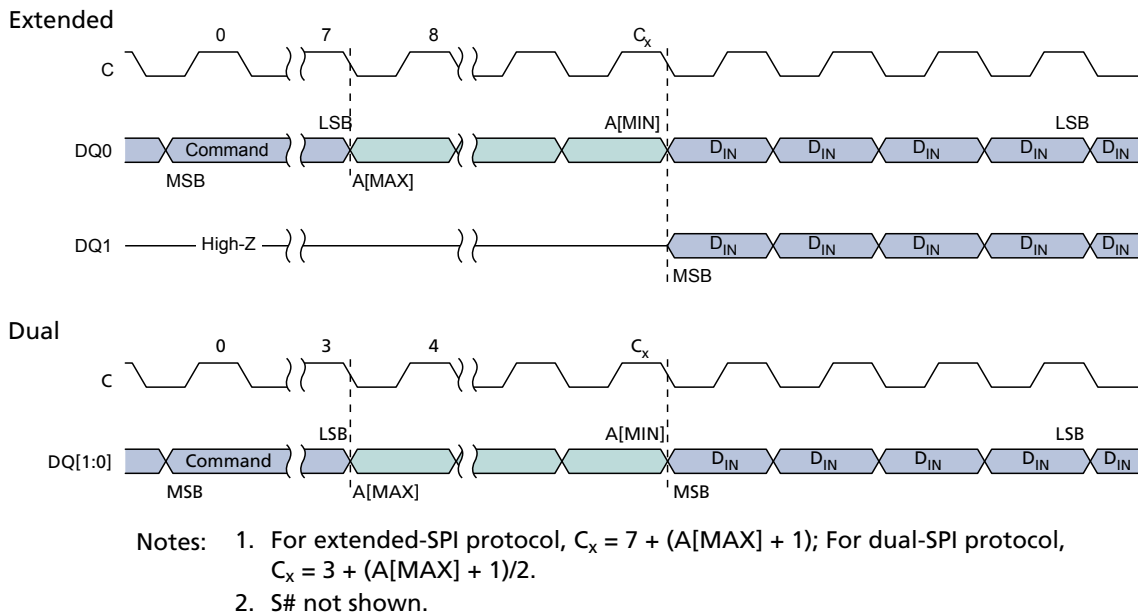 Extended
0 7 8 Cx
C
LSB A[MIN] LSB
DQ0 Command DIN DIN DIN DIN DIN
MSB A[MAX]
DQ1 High-Z DIN DIN DIN DIN DIN
MSB
Dual
0 3 4 Cx
C
LSB A[MIN] LSB
DQ[1:0] Command DIN DIN DIN DIN DIN
MSB A[MAX] MSB
Notes: 1. For extended-SPI protocol, Cx = 7 + (A[MAX] + 1); For dual-SPI protocol,
Cx = 3 + (A[MAX] + 1)/2.
2. S# not shown.